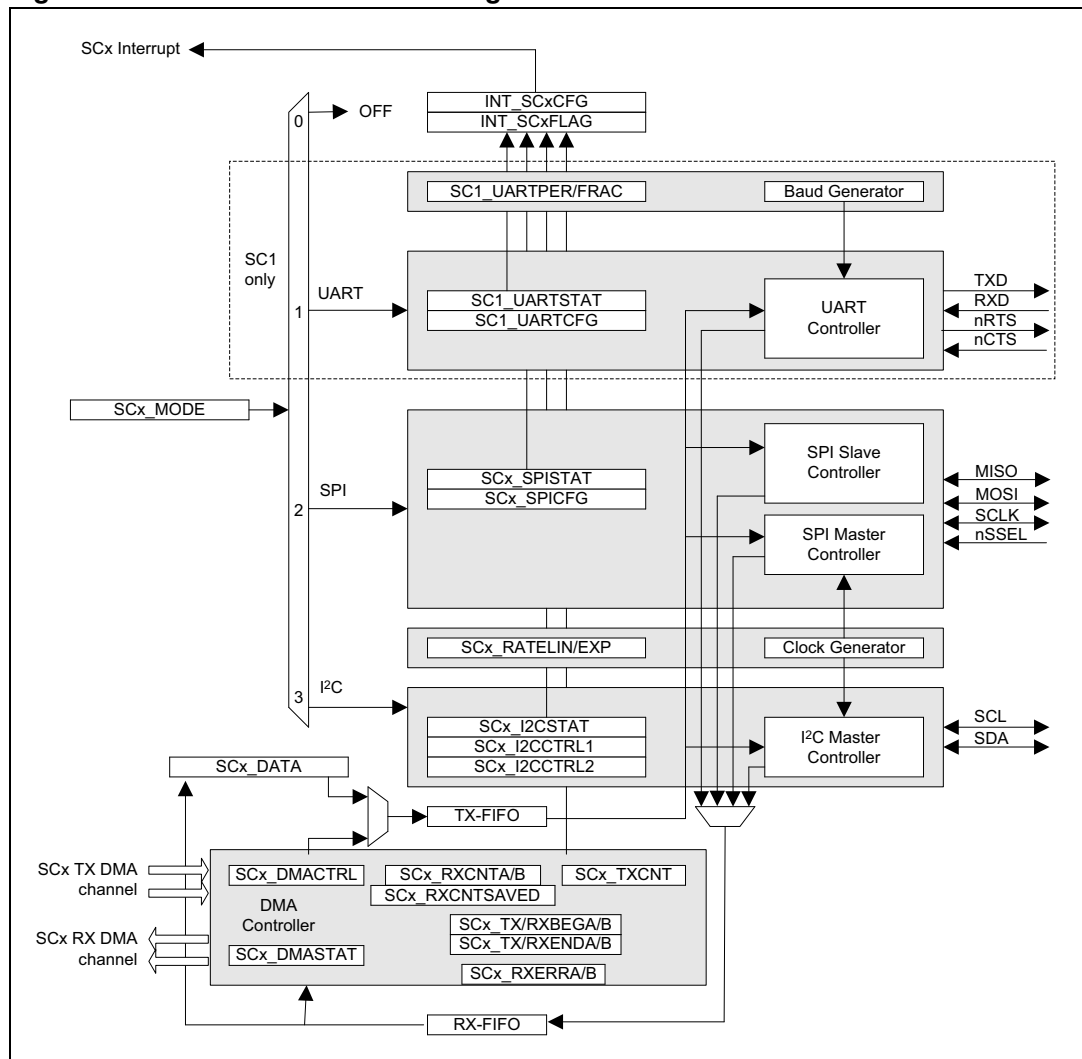 SCx Interrupt
INT_SCxCFG
INT_SCxFLAG
0
OFF
SC1_UARTPER/FRAC
Baud Generator
SC1
only
UART
1
SC1_UARTSTAT
SC1_UARTCFG
UART
Controller
TXD
RXD
nRTS
nCTS
SCx_MODE
SPI
2
SCx_SPISTAT
SCx_SPICFG
SPI Slave
Controller
SPI Master
Controller
MISO
MOSI
SCLK
nSSEL
SCx_RATELIN/EXP
Clock Generator
3
I²C
SCx_I2CSTAT
SCx_I2CCTRL1
SCx_I2CCTRL2
I²C Master
Controller
SCL
SDA
SCx_DATA
TX-FIFO
SCx TX DMA
channel
SCx_DMACTRL
SCx_RXCNTA/B
SCx_RXCNTSAVED
SCx_TXCNT
DMA
Controller
SCx_TX/RXBEGA/B
SCx_TX/RXENDA/B
SCx RX DMA
channel
SCx_DMASTAT
SCx_RXERRA/B
RX-FIFO